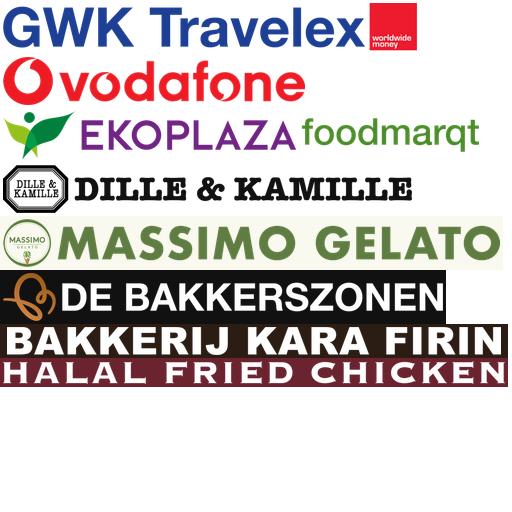 GWK Travelex worldwide money
vodafone
EKOPLAZA foodmarqt
DILLE & KAMILLE DILLE & KAMILLE
MASSIMO GELATO MASSIMO GELATO
DE BAKKERSZONEN
BAKKERIJ KARA FIRIN
HALAL FRIED CHICKEN